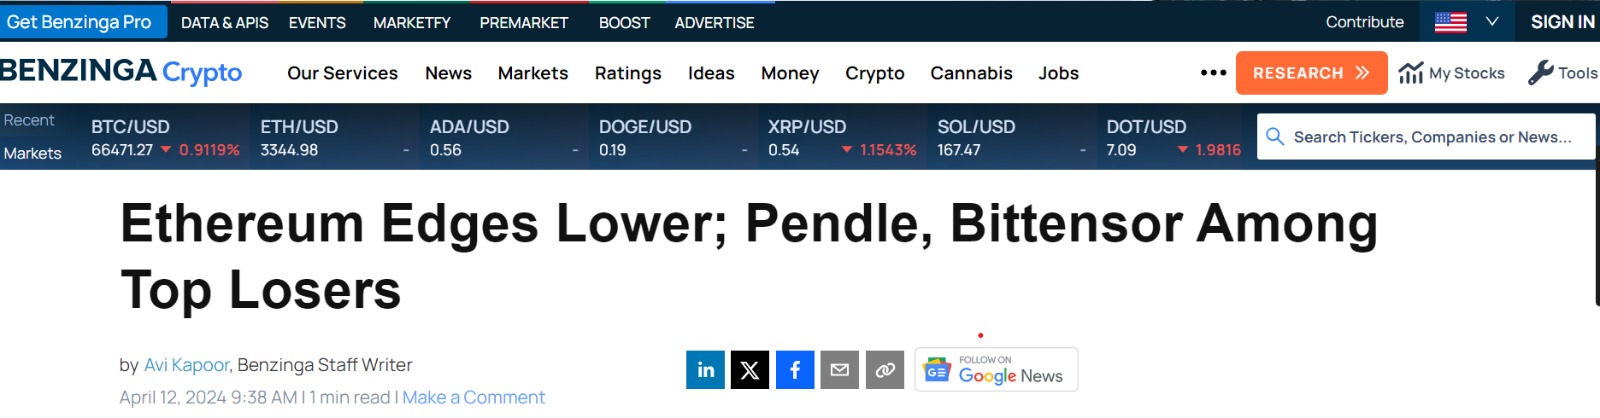 Get Benzinga Pro DATA & APIS EVENTS MARKETFY PREMARKET BOOST ADVERTISE Contribute SIGN IN
BENZINGA Crypto Our Services News Markets Ratings Ideas Money Crypto Cannabis Jobs ••• RESEARCH My Stocks Tools
Recent BTC/USD ETH/USD ADA/USD DOGE/USD XRP/USD SOL/USD DOT/USD
Markets 66471.27 ▼ 0.9119% 3344.98 - 0.56 - 0.19 - 0.54 ▼ 1.1543% 167.47 - 7.09 ▼ 1.9816
Search Tickers, Companies or News...
Ethereum Edges Lower; Pendle, Bittensor Among
Top Losers
by Avi Kapoor, Benzinga Staff Writer
April 12, 2024 9:38 AM | 1 min read | Make a Comment
in X f GE FOLLOW ON
Google News